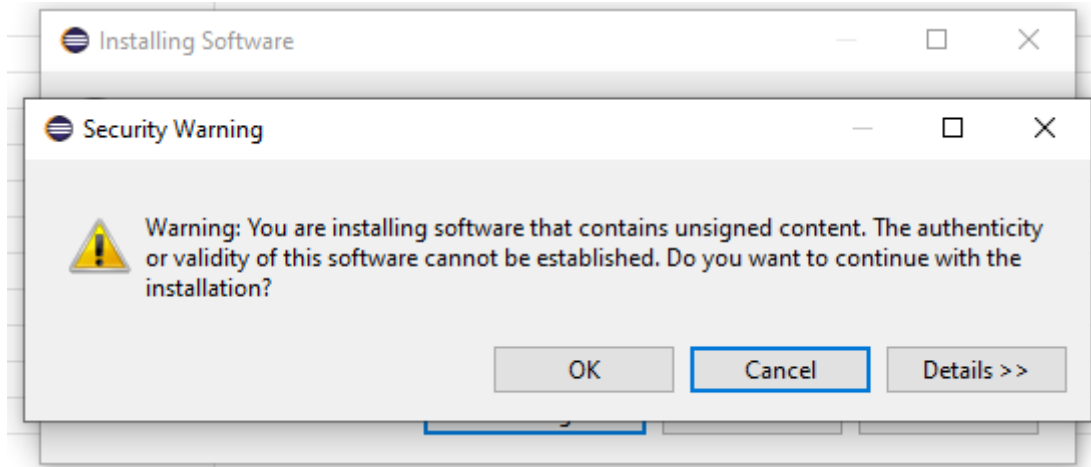 Installing Software
Security Warning
Warning: You are installing software that contains unsigned content. The authenticity
or validity of this software cannot be established. Do you want to continue with the
installation?
OK
Cancel
Details >>